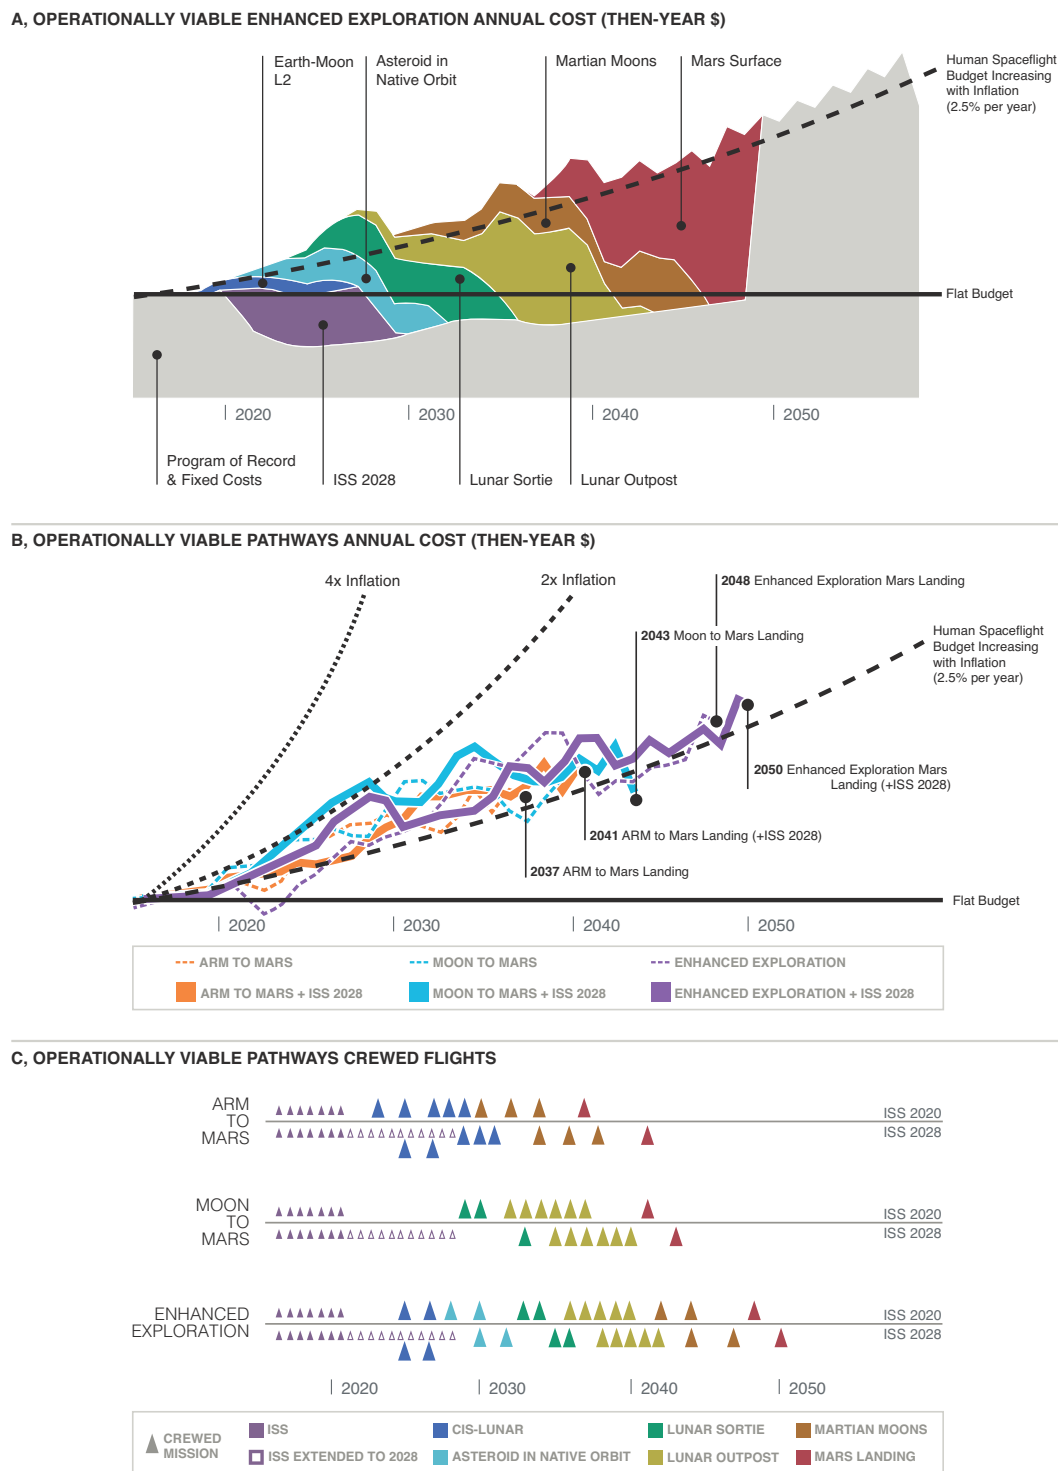 A, OPERATIONALLY VIABLE ENHANCED EXPLORATION ANNUAL COST (THEN-YEAR $)
Earth-Moon
L2
Asteroid in
Native Orbit
Martian Moons
Mars Surface
Human Spaceflight
Budget Increasing
with Inflation
(2.5% per year)
Flat Budget
2020
2030
2040
2050
Program of Record
& Fixed Costs
ISS 2028
Lunar Sortie
Lunar Outpost
B, OPERATIONALLY VIABLE PATHWAYS ANNUAL COST (THEN-YEAR $)
4x Inflation
2x Inflation
2048 Enhanced Exploration Mars Landing
2043 Moon to Mars Landing
Human Spaceflight
Budget Increasing
with Inflation
(2.5% per year)
2050 Enhanced Exploration Mars
Landing (+ISS 2028)
2041 ARM to Mars Landing (+ISS 2028)
2037 ARM to Mars Landing
Flat Budget
2020
2030
2040
2050
ARM TO MARS
MOON TO MARS
ENHANCED EXPLORATION
ARM TO MARS + ISS 2028
MOON TO MARS + ISS 2028
ENHANCED EXPLORATION + ISS 2028
C, OPERATIONALLY VIABLE PATHWAYS CREWED FLIGHTS
ARM
TO
MARS
ISS 2020
ISS 2028
MOON
TO
MARS
ISS 2020
ISS 2028
ENHANCED
EXPLORATION
ISS 2020
ISS 2028
2020
2030
2040
2050
CREWED
MISSION
ISS
CIS-LUNAR
LUNAR SORTIE
MARTIAN MOONS
ISS EXTENDED TO 2028
ASTEROID IN NATIVE ORBIT
LUNAR OUTPOST
MARS LANDING